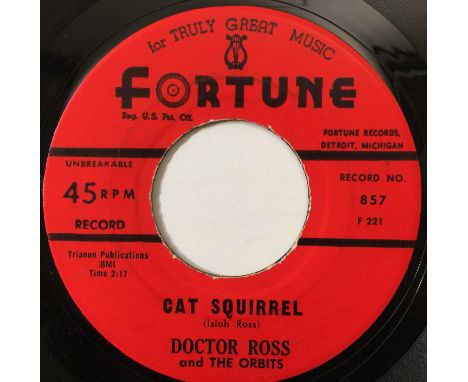 for TRULY GREAT MUSIC
FORTUNE
Reg. U.S. Pat. Off.
FORTUNE RECORDS,
DETROIT, MICHIGAN
UNBREAKABLE
45 RPM
RECORD
RECORD NO.
857
F 221
Trianon Publications
(BMI
Time 2:17
CAT SQUIRREL
(Isiah Ross)
DOCTOR ROSS
and THE ORBITS